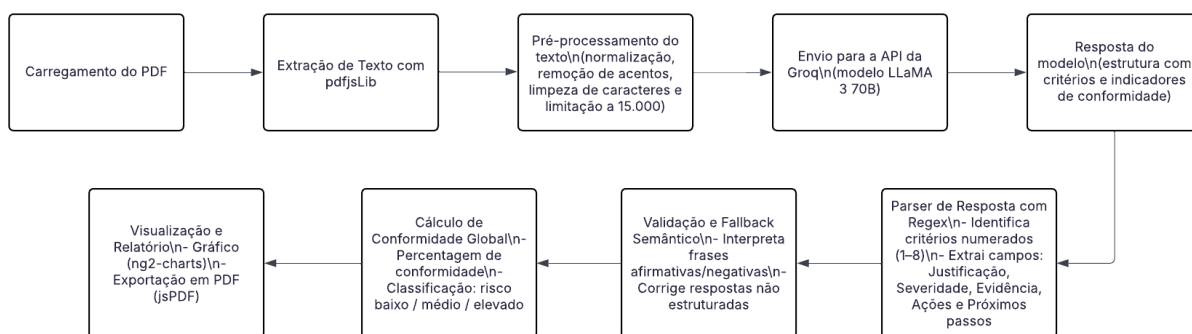 Carregamento do PDF
Extração de Texto com
pdfjsLib
Pré-processamento do
texto\n(normalização,
remoção de acentos,
limpeza de caracteres e
limitação a 15.000)
Envio para a API da
Groq\n(modelo LLaMA
3 70B)
Resposta do
modelo\n(estrutura com
critérios e indicadores
de conformidade)
Parser de Resposta com
Regex\n- Identifica
critérios numerados
(1–8)\n- Extrai campos:
Justificação,
Severidade, Evidência,
Ações e Próximos
passos
Validação e Fallback
Semântico\n- Interpreta
frases
afirmativas/negativas\n-
Corrige respostas não
estruturadas
Cálculo de
Conformidade Global\n-
Percentagem de
conformidade\n-
Classificação: risco
baixo / médio / elevado
Visualização e
Relatório\n- Gráfico
(ng2-charts)\n-
Exportação em PDF
(jsPDF)